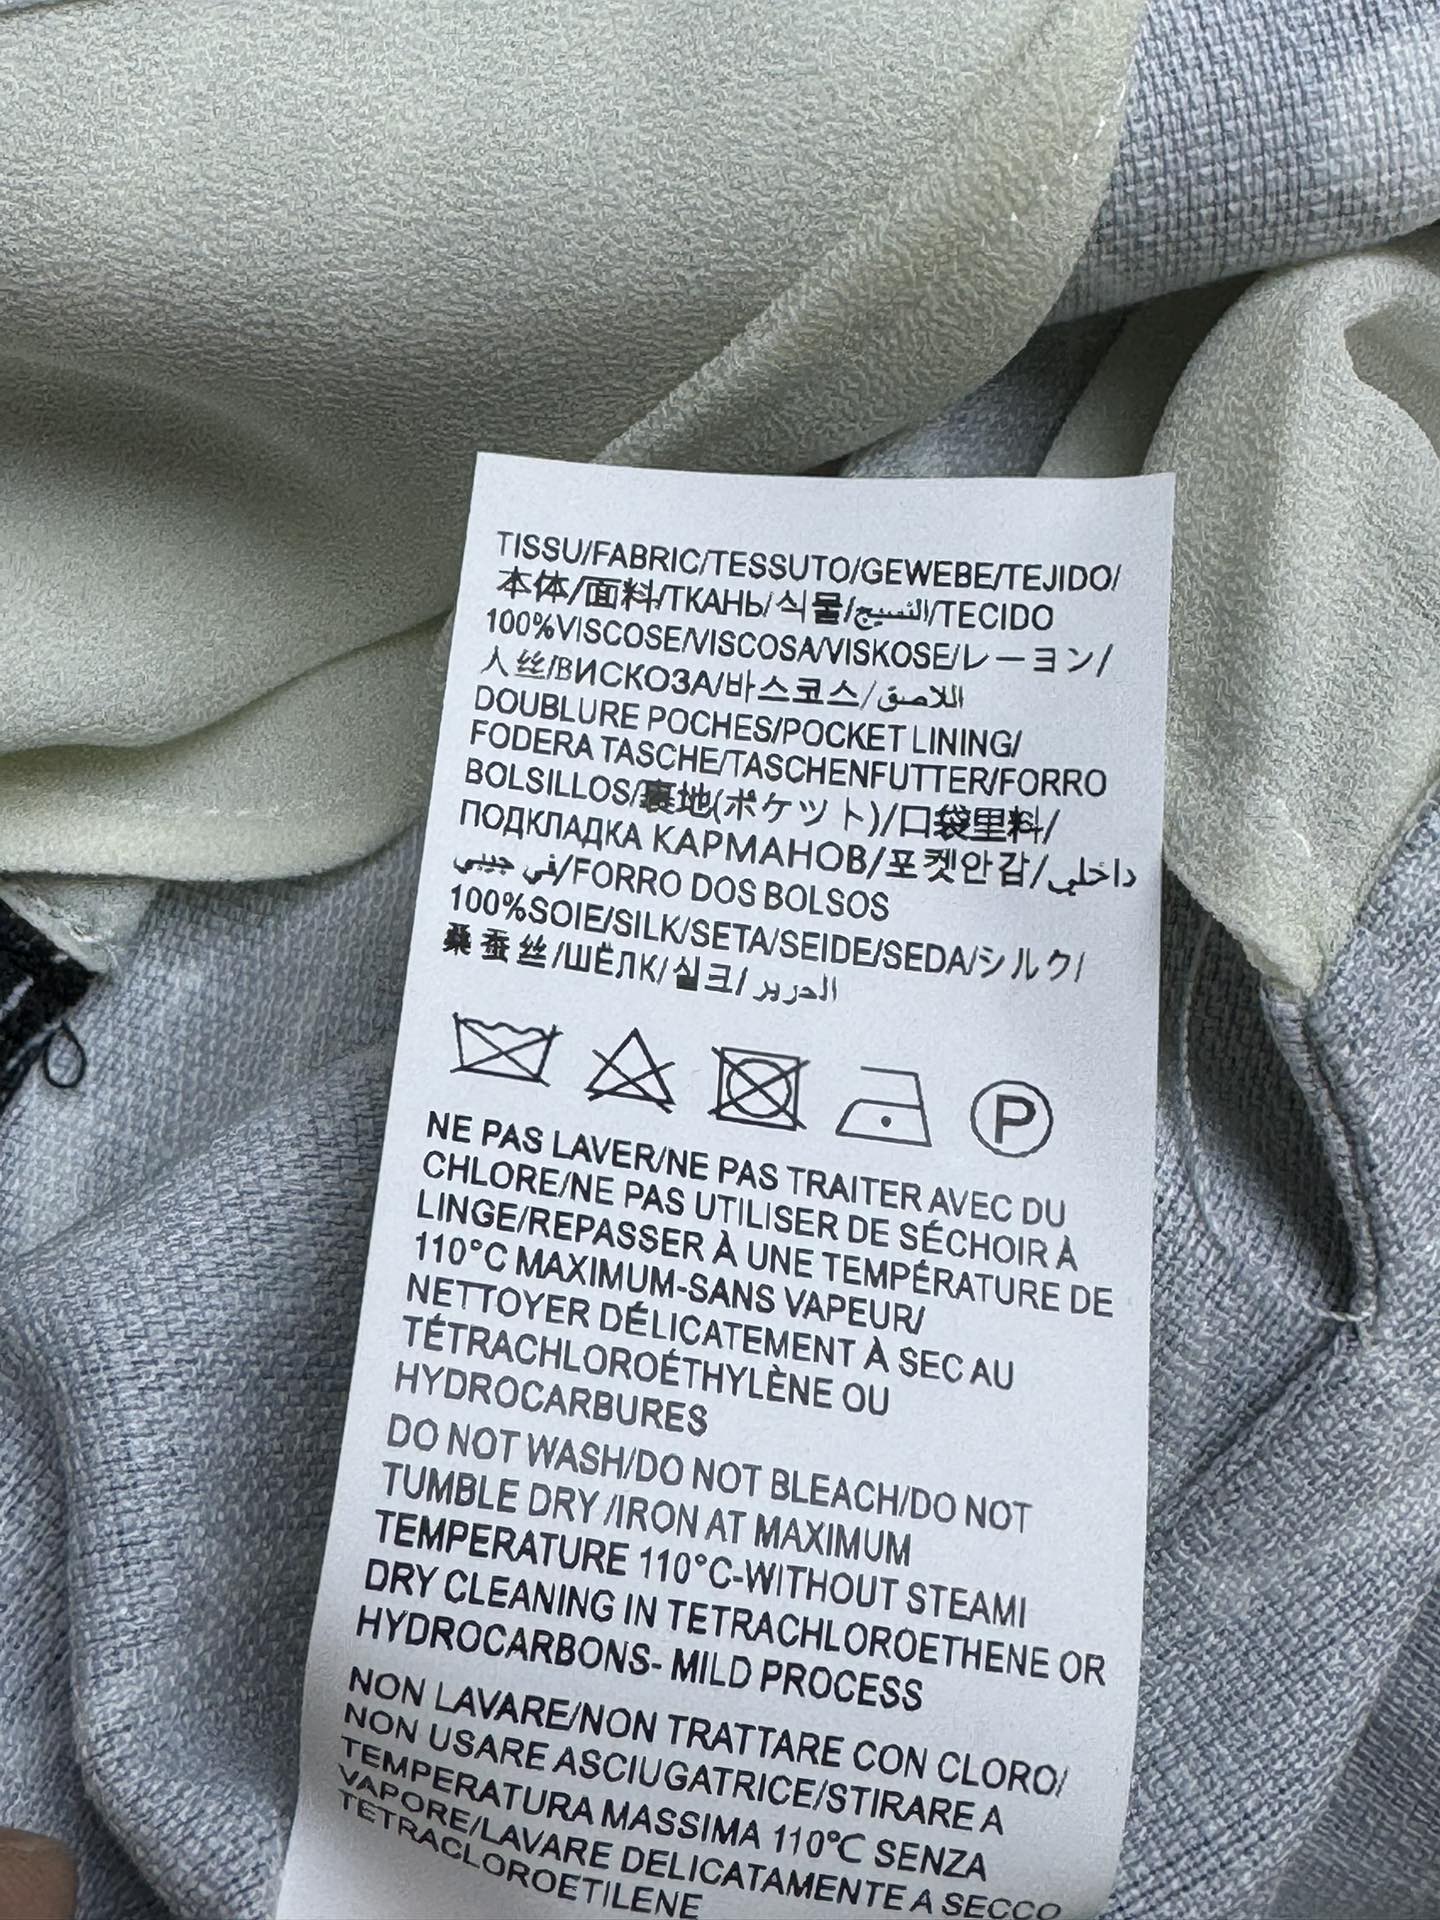 TISSU/FABRIC/TESSUTO/GEWEBE/TEJIDO/
本体/面料/ТКАНЬ/식물/النسيج/TECIDO
100%VISCOSE/VISCOSA/VISKOSE/レーヨン/
人丝/ВИСКОЗА/바스코스/اللاصق
DOUBLURE POCHES/POCKET LINING/
FODERA TASCHE/TASCHENFUTTER/FORRO
BOLSILLOS/裏地(ポケツト)/口袋里料/
ПОДКЛАДКА КАРМАНОВ/포켓안감/داخلي
في جيبي/FORRO DOS BOLSOS
100%SOIE/SILK/SETA/SEIDE/SEDA/シルク/
桑蚕丝/ШЁЛК/실크/الحرير
P
NE PAS LAVER/NE PAS TRAITER AVEC DU
CHLORE/NE PAS UTILISER DE SÉCHOIR À
LINGE/REPASSER À UNE TEMPÉRATURE DE
110°C MAXIMUM-SANS VAPEUR/
NETTOYER DÉLICATEMENT À SEC AU
TÉTRACHLOROÉTHYLÈNE OU
HYDROCARBURES
DO NOT WASH/DO NOT BLEACH/DO NOT
TUMBLE DRY /IRON AT MAXIMUM
TEMPERATURE 110°C-WITHOUT STEAMI
DRY CLEANING IN TETRACHLOROETHENE OR
HYDROCARBONS- MILD PROCESS
NON LAVARE/NON TRATTARE CON CLORO/
NON USARE ASCIUGATRICE/STIRARE A
TEMPERATURA MASSIMA 110℃ SENZA
VAPORE/LAVARE DELICATAMENTE A SECCO
TETRACLOROETILENE